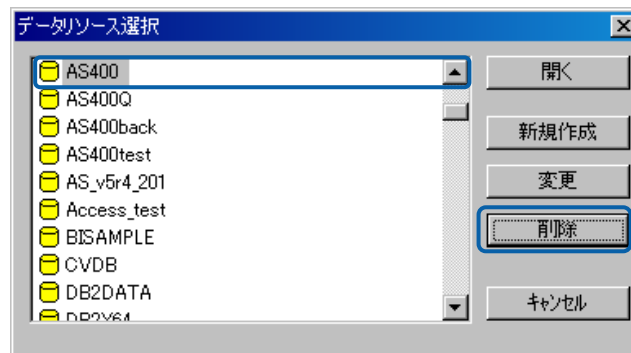 データリソース選択
AS400
AS400Q
AS400back
AS400test
AS_v5r4_201
Access_test
BISAMPLE
CVDB
DB2DATA
DB2X64
開く
新規作成
変更
削除
キャンセル